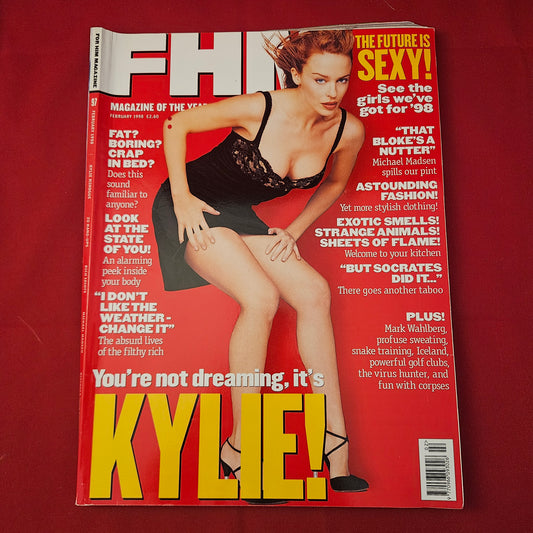 FOR HIM MAGAZINE
97
FEBRUARY 1998
KYLIE MINOGUE
FHM
MAGAZINE OF THE YEAR
FEBRUARY 1998 £2.60
THE FUTURE IS
SEXY!
See the
girls we've
got for '98
FAT?
BORING?
CRAP
IN BED?
Does this
sound
familiar to
anyone?
LOOK
AT THE
STATE
OF YOU!
An alarming
peek inside
your body
"I DON'T
LIKE THE
WEATHER -
CHANGE IT"
The absurd lives
of the filthy rich
"THAT
BLOKE'S A
NUTTER"
Michael Madsen
spills our pint
ASTOUNDING
FASHION!
Yet more stylish clothing!
EXOTIC SMELLS!
STRANGE ANIMALS!
SHEETS OF FLAME!
Welcome to your kitchen
"BUT SOCRATES
DID IT..."
There goes another taboo
PLUS!
Mark Wahlberg,
profuse sweating,
snake training, Iceland,
powerful golf clubs,
the virus hunter, and
fun with corpses
You're not dreaming, it's
KYLIE!